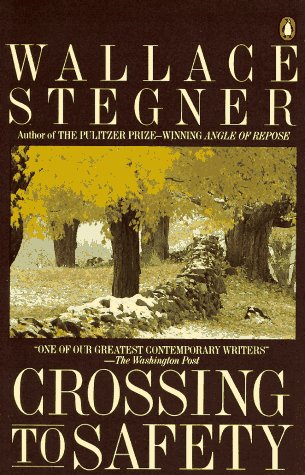 WALLACE
STEGNER
Author of THE PULITZER PRIZE–WINNING ANGLE OF REPOSE
"ONE OF OUR GREATEST CONTEMPORARY WRITERS"
—The Washington Post
CROSSING
TO SAFETY